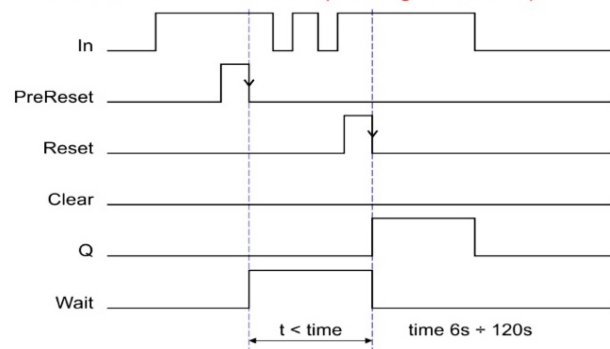 In
PreReset
Reset
Clear
Q
Wait
t < time time 6s ÷ 120s